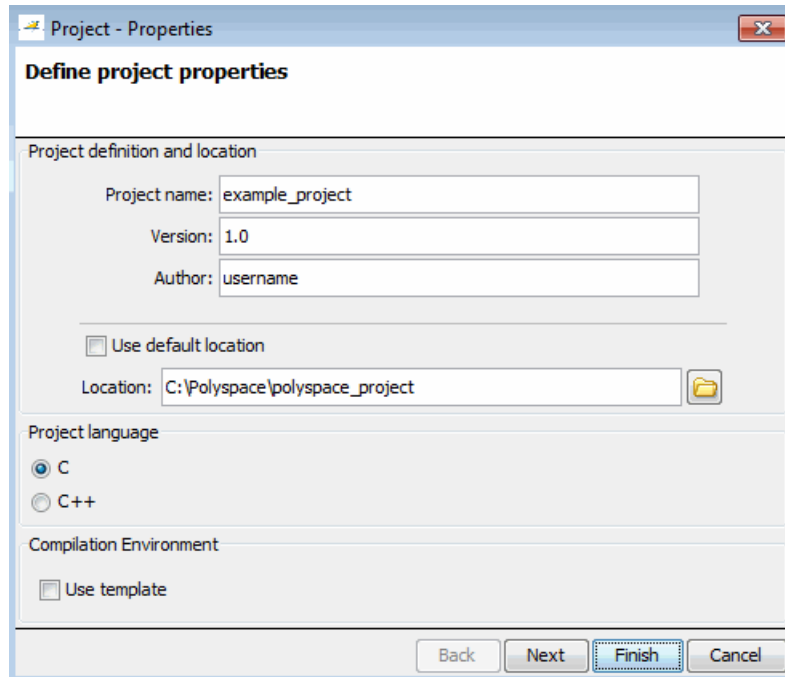 Project - Properties
Define project properties
Project definition and location
Project name: example_project
Version: 1.0
Author: username
Use default location
Location: C:\Polyspace\polyspace_project
Project language
C
C++
Compilation Environment
Use template
Back Next Finish Cancel